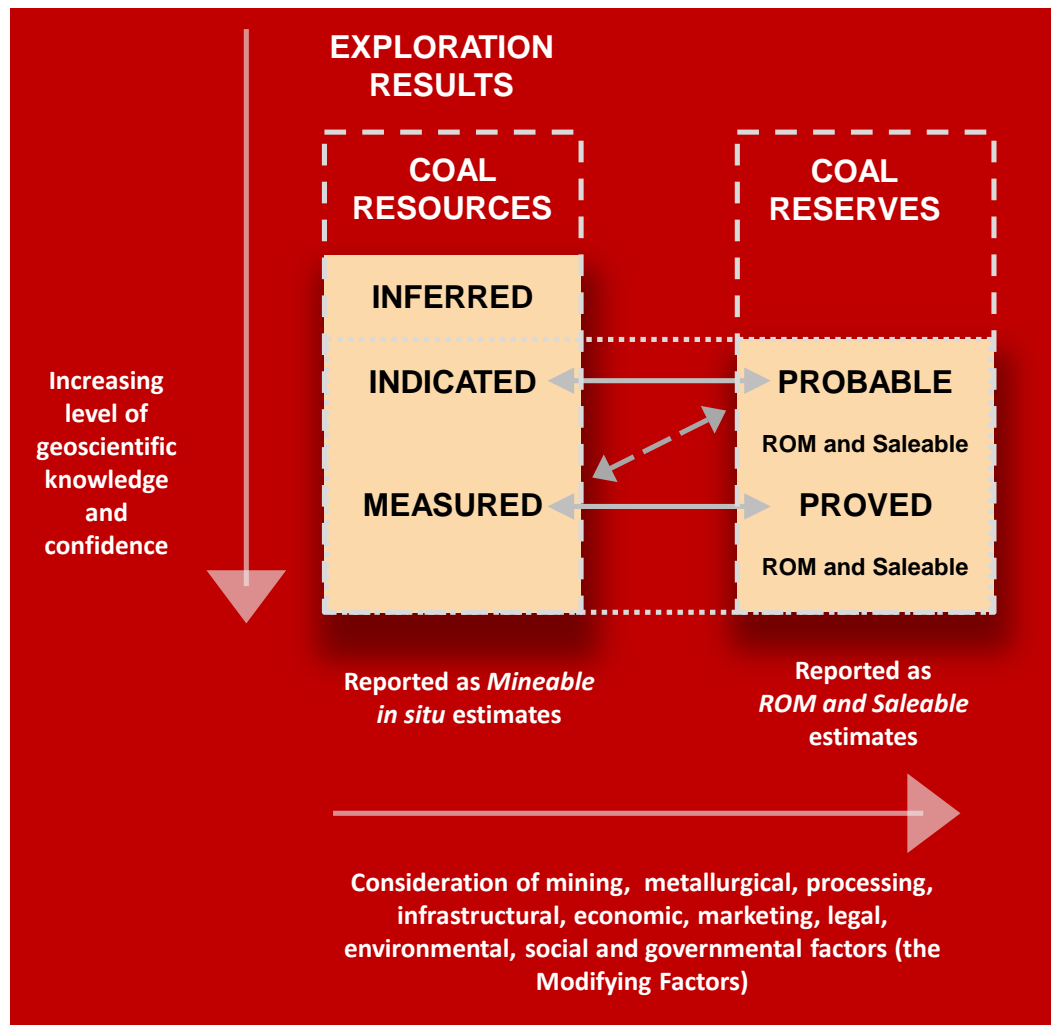 EXPLORATION
RESULTS
COAL
RESOURCES
COAL
RESERVES
INFERRED
INDICATED
PROBABLE
ROM and Saleable
MEASURED
PROVED
ROM and Saleable
Increasing
level of
geoscientific
knowledge
and
confidence
Reported as Mineable
in situ estimates
Reported as
ROM and Saleable
estimates
Consideration of mining, metallurgical, processing,
infrastructural, economic, marketing, legal,
environmental, social and governmental factors (the
Modifying Factors)